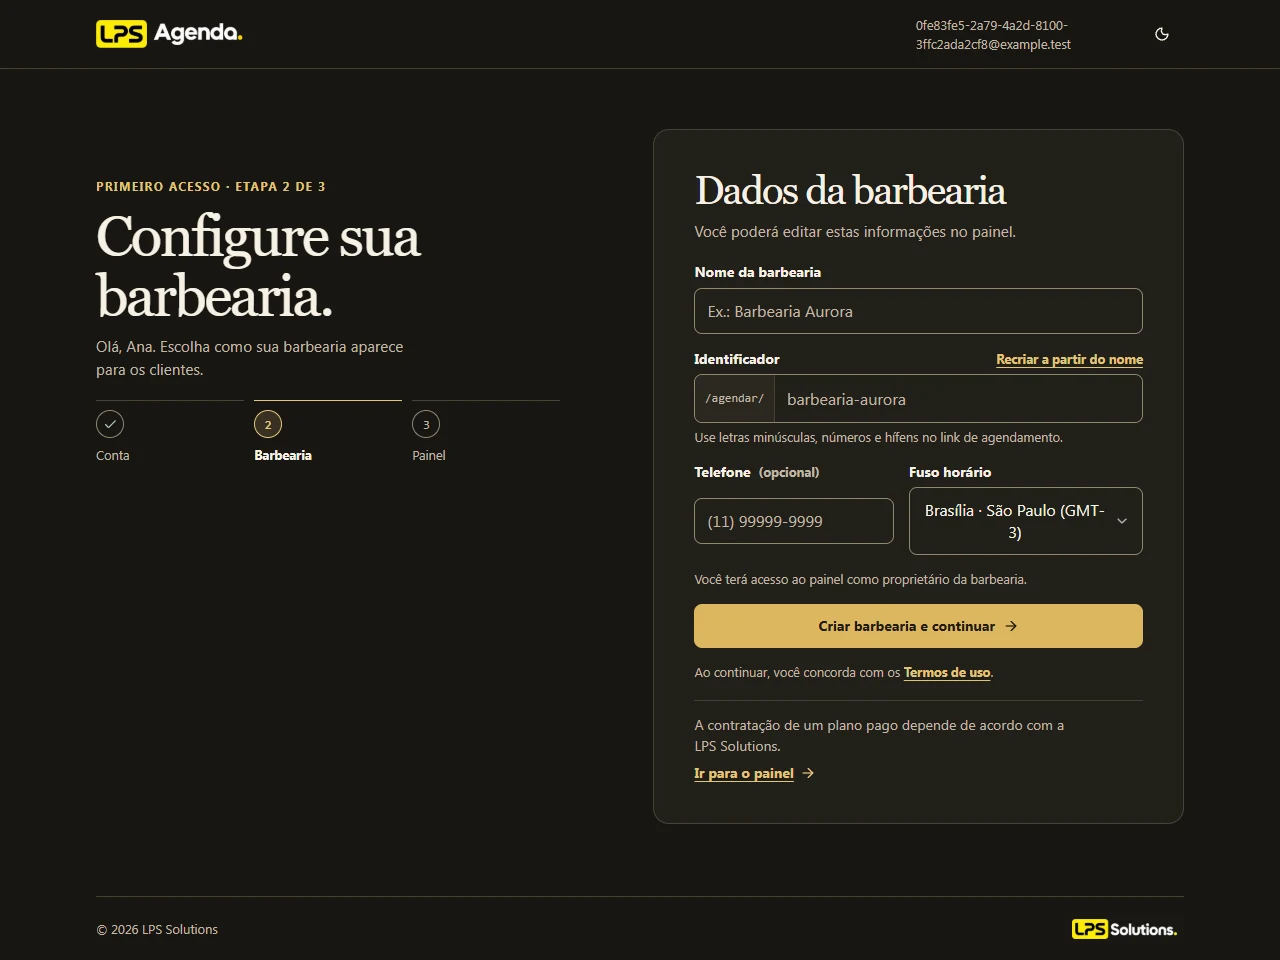 LPS Agenda.
0fe83fe5-2a79-4a2d-8100-
3ffc2ada2cf8@example.test
PRIMEIRO ACESSO · ETAPA 2 DE 3
Configure sua
barbearia.
Olá, Ana. Escolha como sua barbearia aparece
para os clientes.
2
3
Conta
Barbearia
Painel
Dados da barbearia
Você poderá editar estas informações no painel.
Nome da barbearia
Ex.: Barbearia Aurora
Identificador
Recriar a partir do nome
/agendar/
barbearia-aurora
Use letras minúsculas, números e hífens no link de agendamento.
Telefone (opcional)
Fuso horário
(11) 99999-9999
Brasília · São Paulo (GMT-
3)
Você terá acesso ao painel como proprietário da barbearia.
Criar barbearia e continuar →
Ao continuar, você concorda com os Termos de uso.
A contratação de um plano pago depende de acordo com a
LPS Solutions.
Ir para o painel →
© 2026 LPS Solutions
LPS Solutions.